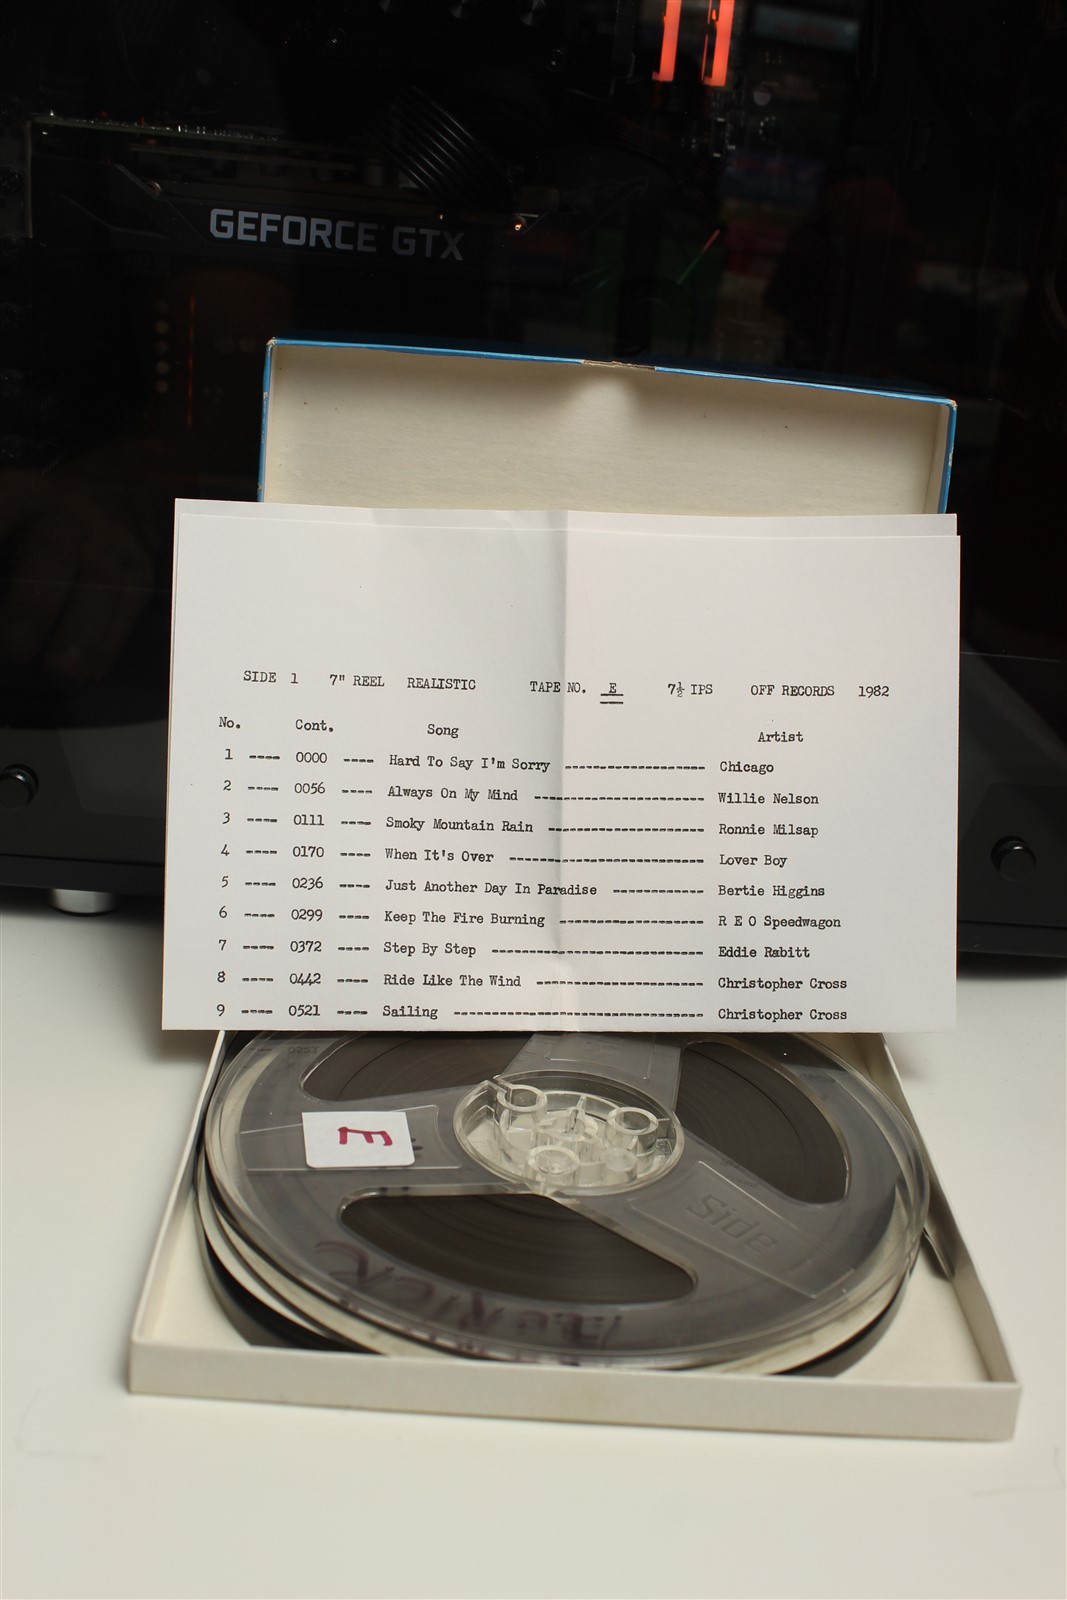 GEFORCE GTX
SIDE 1 7" REEL REALISTIC TAPE NO. E 7½ IPS OFF RECORDS 1982
No. Cont. Song Artist
1 ---- 0000 ---- Hard To Say I'm Sorry ------------------ Chicago
2 ---- 0056 ---- Always On My Mind ---------------------- Willie Nelson
3 ---- 0111 ---- Smoky Mountain Rain -------------------- Ronnie Milsap
4 ---- 0170 ---- When It's Over ------------------------- Lover Boy
5 ---- 0236 ---- Just Another Day In Paradise ------------ Bertie Higgins
6 ---- 0299 ---- Keep The Fire Burning ------------------- R E O Speedwagon
7 ---- 0372 ---- Step By Step --------------------------- Eddie Rabitt
8 ---- 0442 ---- Ride Like The Wind ---------------------- Christopher Cross
9 ---- 0521 ---- Sailing -------------------------------- Christopher Cross
E
Side